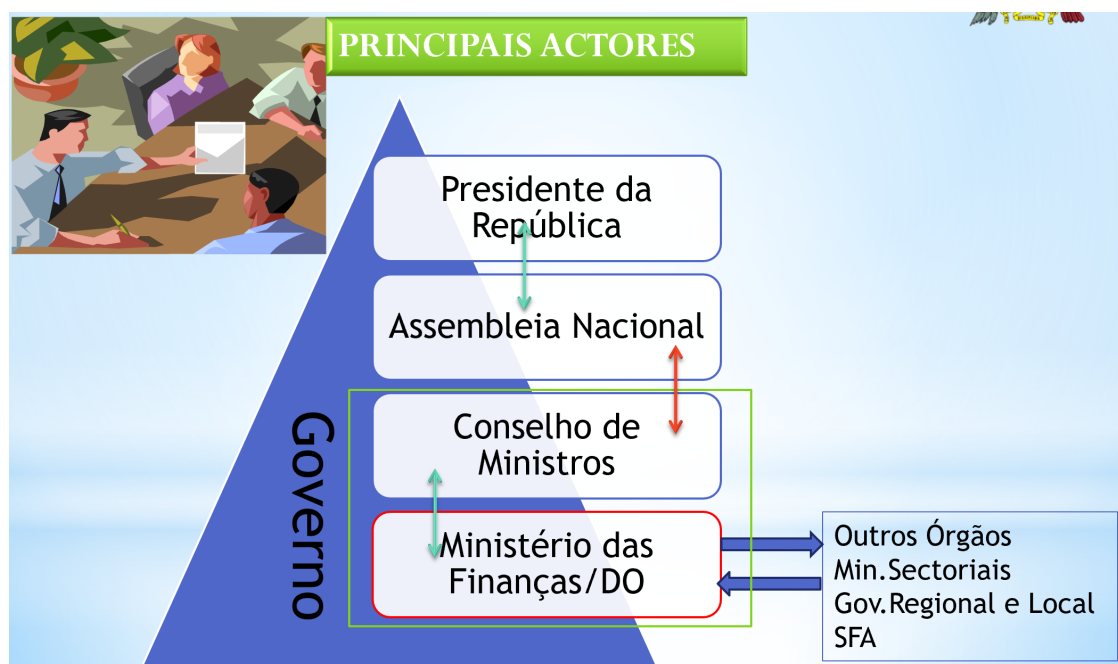 PRINCIPAIS ACTORES
Presidente da
República
Assembleia Nacional
Governo
Conselho de
Ministros
Ministério das
Finanças/DO
Outros Órgãos
Min.Sectoriais
Gov.Regional e Local
SFA